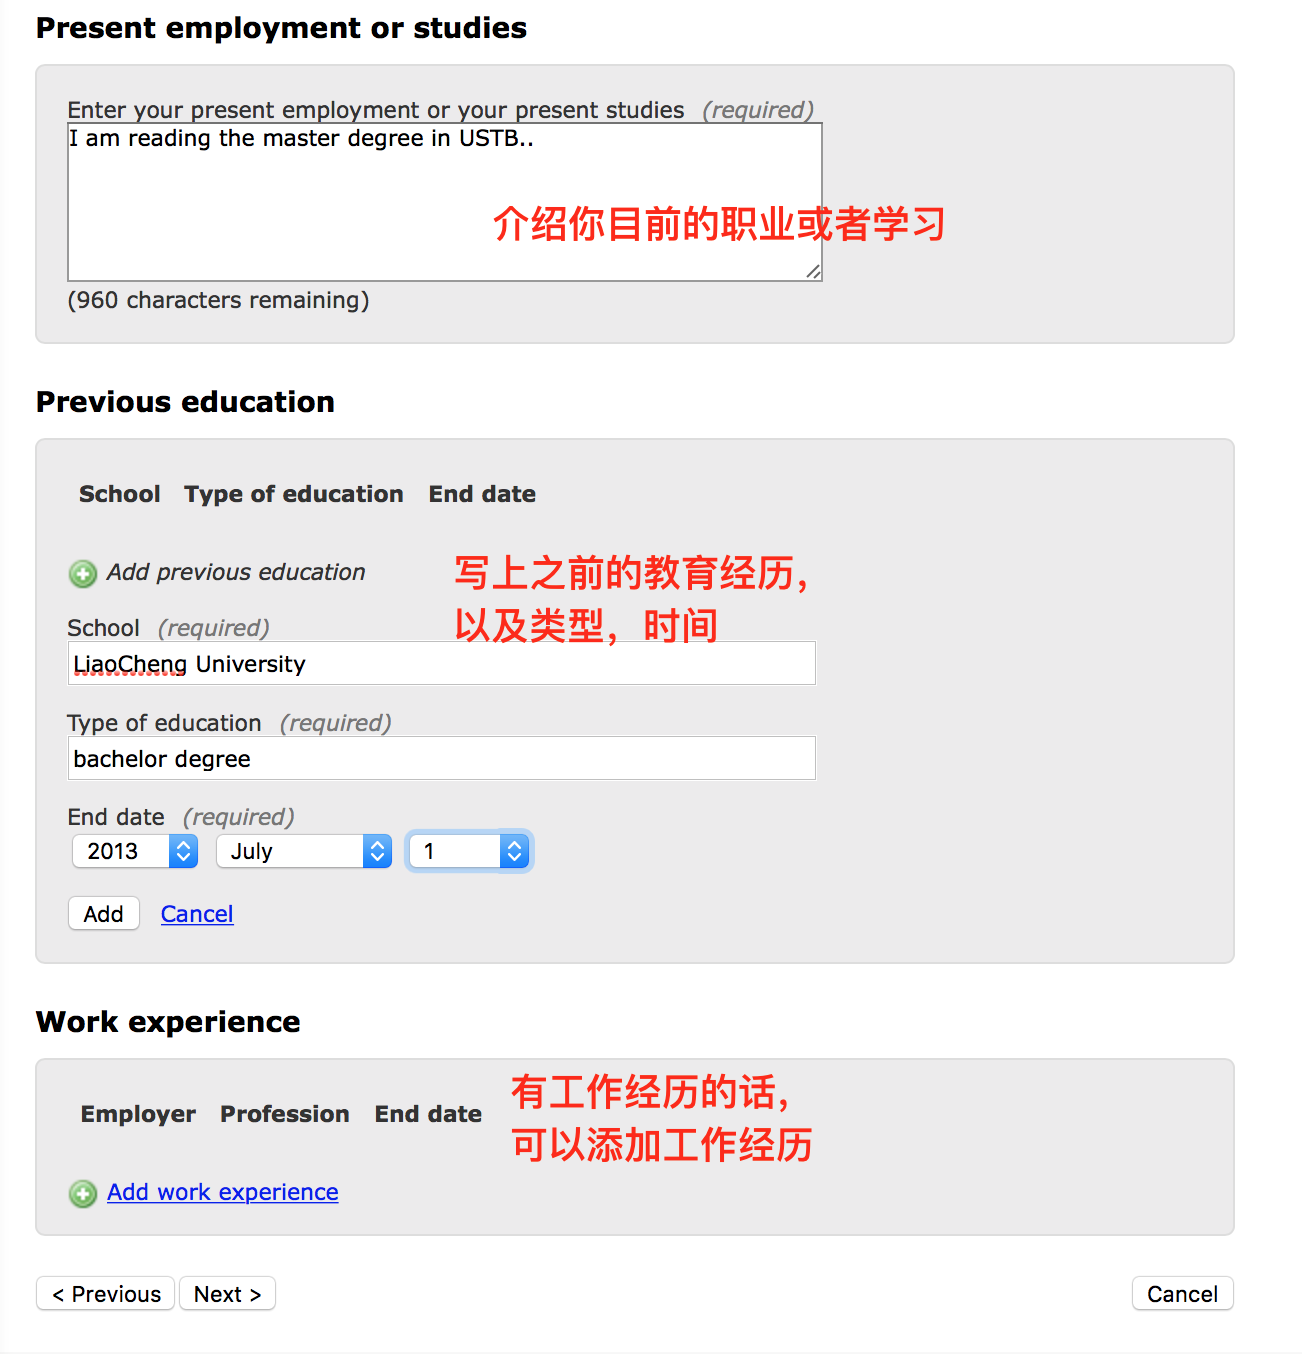 Present employment or studies
Enter your present employment or your present studies (required)
I am reading the master degree in USTB..
介绍你目前的职业或者学习
(960 characters remaining)
Previous education
School Type of education End date
Add previous education
写上之前的教育经历，
以及类型，时间
School (required)
LiaoCheng University
Type of education (required)
bachelor degree
End date (required)
2013 July 1
Add Cancel
Work experience
有工作经历的话，
Employer Profession End date
可以添加工作经历
Add work experience
< Previous Next > Cancel